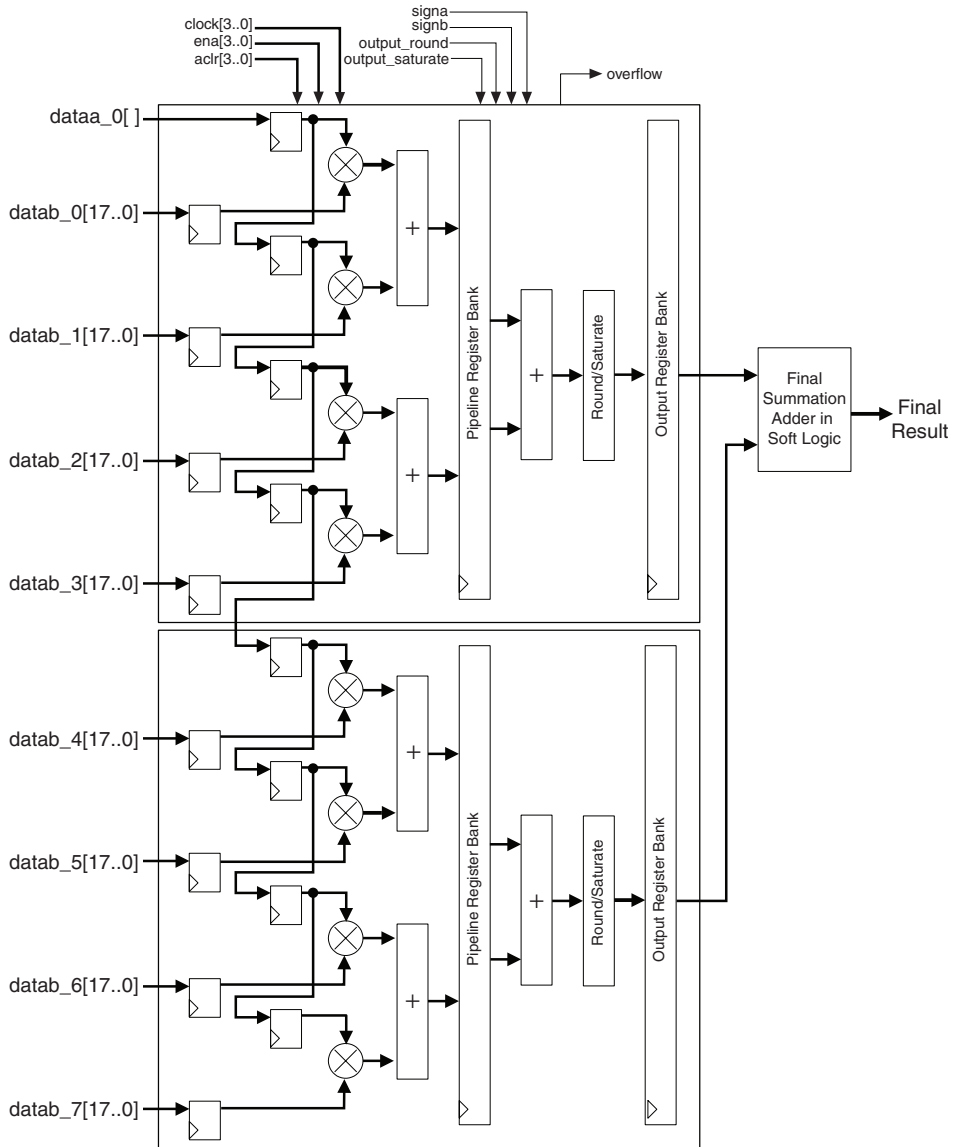 clock[3..0]
ena[3..0]
aclr[3..0]
signa
signb
output_round
output_saturate
overflow
dataa_0[ ]
datab_0[17..0]
datab_1[17..0]
datab_2[17..0]
datab_3[17..0]
+
+
Pipeline Register Bank
+
Round/Saturate
Output Register Bank
Final
Summation
Adder in
Soft Logic
Final
Result
datab_4[17..0]
datab_5[17..0]
datab_6[17..0]
datab_7[17..0]
+
+
Pipeline Register Bank
+
Round/Saturate
Output Register Bank